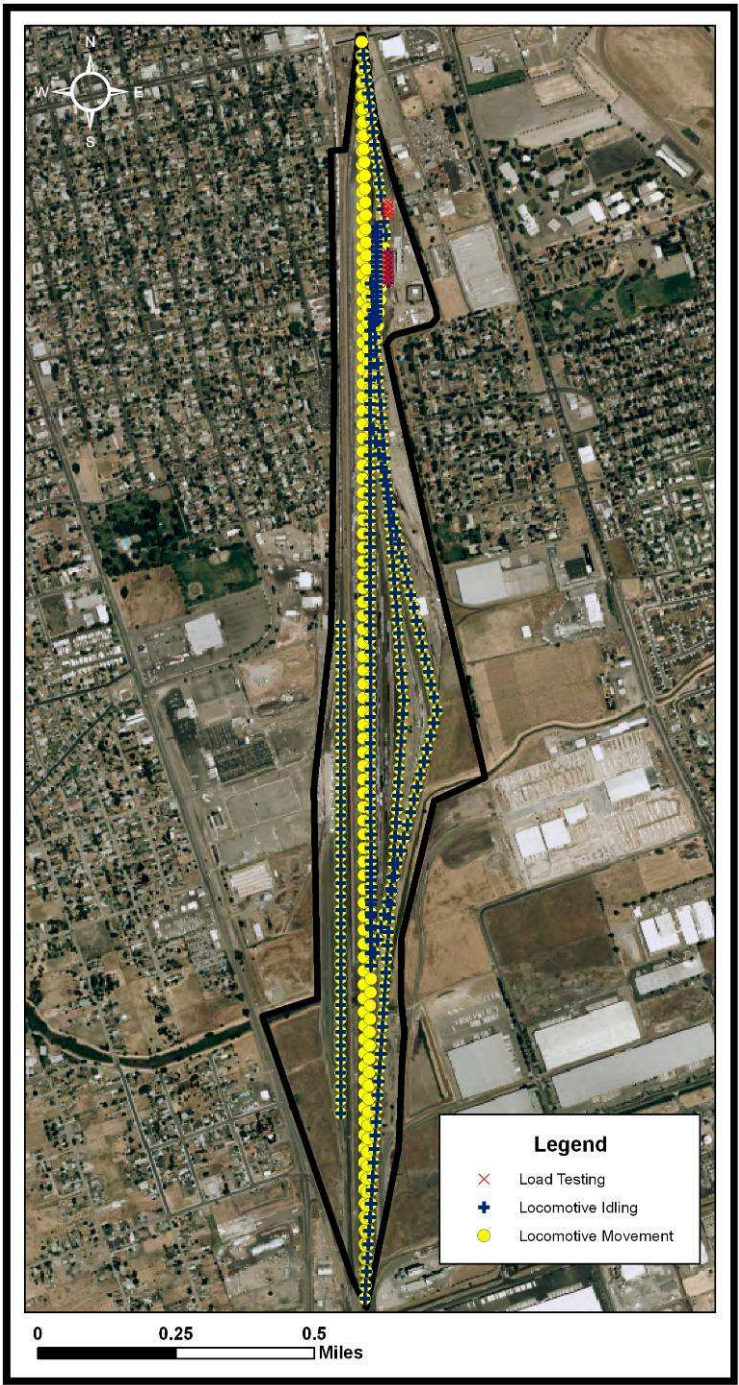 N
W E
S
Legend
Load Testing
Locomotive Idling
Locomotive Movement
0 0.25 0.5
Miles